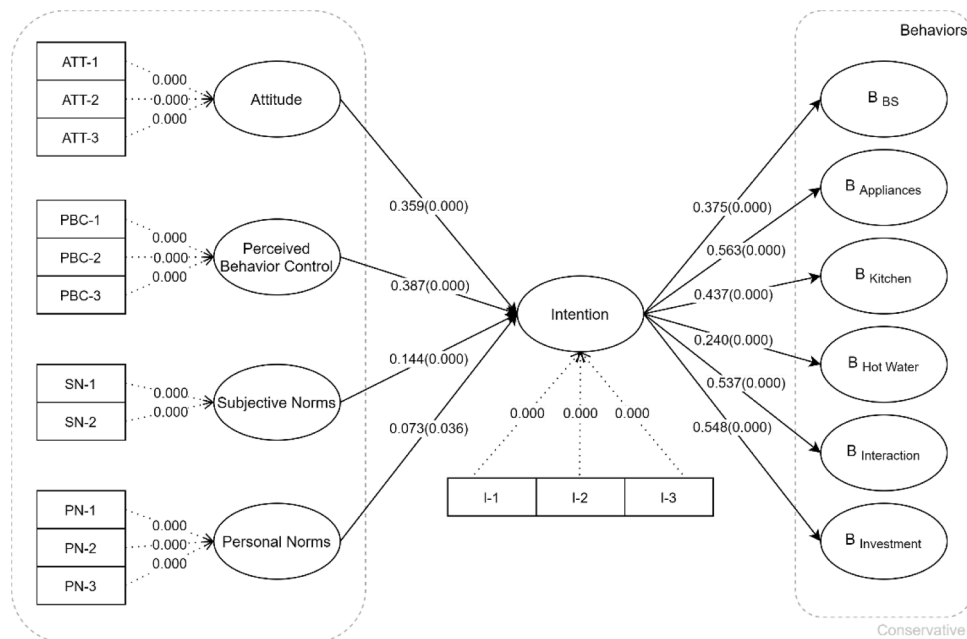 Behaviors
ATT-1
ATT-2
ATT-3
0.000
0.000
0.000
Attitude
PBC-1
PBC-2
PBC-3
0.000
0.000
0.000
Perceived
Behavior Control
SN-1
SN-2
0.000
0.000
Subjective Norms
PN-1
PN-2
PN-3
0.000
0.000
0.000
Personal Norms
0.359(0.000)
0.387(0.000)
0.144(0.000)
0.073(0.036)
Intention
0.000 0.000 0.000
I-1 I-2 I-3
0.375(0.000)
0.563(0.000)
0.437(0.000)
0.240(0.000)
0.537(0.000)
0.548(0.000)
B BS
B Appliances
B Kitchen
B Hot Water
B Interaction
B Investment
Conservative